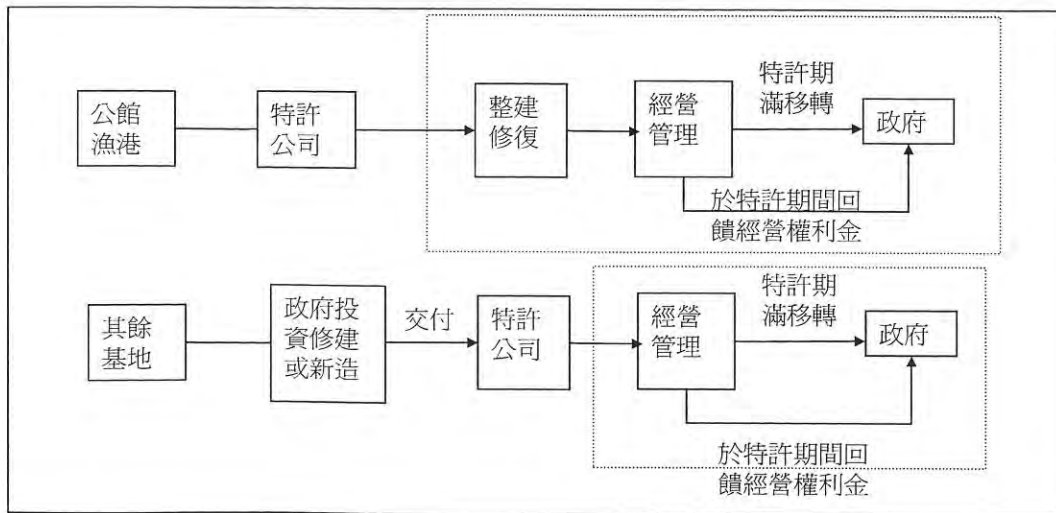 公館
漁港
特許
公司
整建
修復
經營
管理
特許期
滿移轉
政府
於特許期間回
饋經營權利金
其餘
基地
政府投
資修建
或新造
交付
特許
公司
經營
管理
特許期
滿移轉
政府
於特許期間回
饋經營權利金